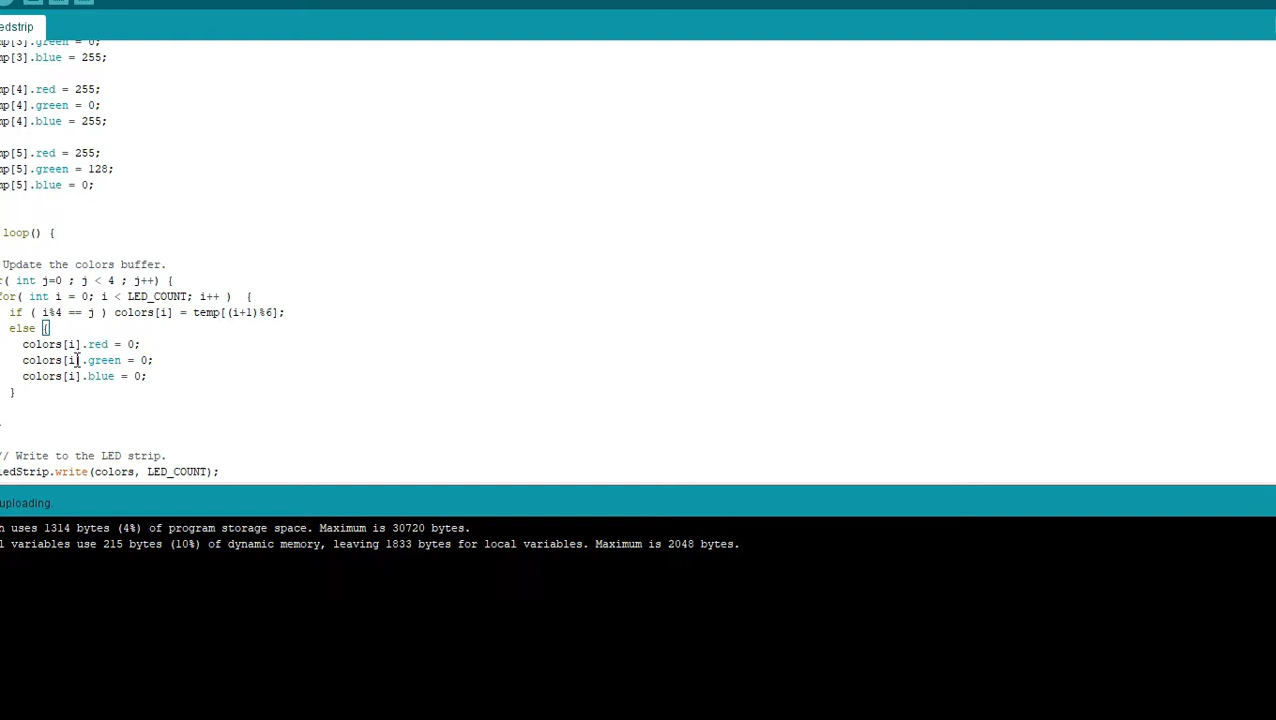 edstrip
mp[3].green = 0;
mp[3].blue = 255;
mp[4].red = 255;
mp[4].green = 0;
mp[4].blue = 255;
mp[5].red = 255;
mp[5].green = 128;
mp[5].blue = 0;
loop() {
Update the colors buffer.
r( int j=0 ; j < 4 ; j++) {
for( int i = 0; i < LED_COUNT; i++ )  {
if ( i%4 == j ) colors[i] = temp[(i+1)%6];
else {
colors[i].red = 0;
colors[i].green = 0;
colors[i].blue = 0;
}
// Write to the LED strip.
ledStrip.write(colors, LED_COUNT);
uploading.
h uses 1314 bytes (4%) of program storage space. Maximum is 30720 bytes.
l variables use 215 bytes (10%) of dynamic memory, leaving 1833 bytes for local variables. Maximum is 2048 bytes.